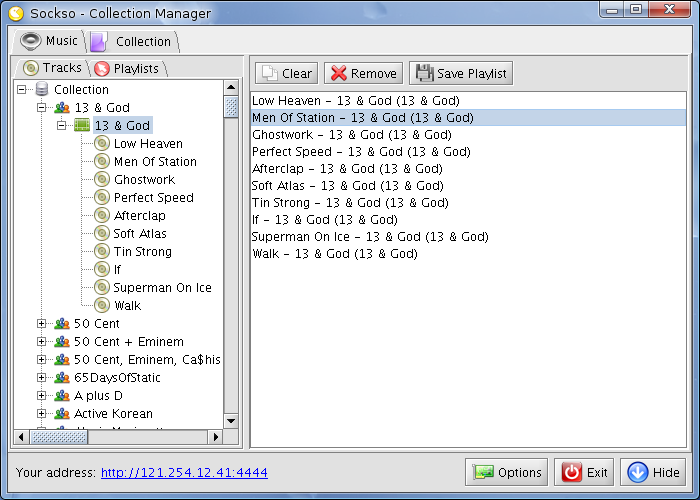 Sockso - Collection Manager
Music
Collection
Tracks
Playlists
Collection
13 & God
13 & God
Low Heaven
Men Of Station
Ghostwork
Perfect Speed
Afterclap
Soft Atlas
Tin Strong
If
Superman On Ice
Walk
50 Cent
50 Cent + Eminem
50 Cent, Eminem, Ca$his
65DaysOfStatic
A plus D
Active Korean
Clear
Remove
Save Playlist
Low Heaven - 13 & God (13 & God)
Men Of Station - 13 & God (13 & God)
Ghostwork - 13 & God (13 & God)
Perfect Speed - 13 & God (13 & God)
Afterclap - 13 & God (13 & God)
Soft Atlas - 13 & God (13 & God)
Tin Strong - 13 & God (13 & God)
If - 13 & God (13 & God)
Superman On Ice - 13 & God (13 & God)
Walk - 13 & God (13 & God)
Your address: http://121.254.12.41:4444
Options
Exit
Hide